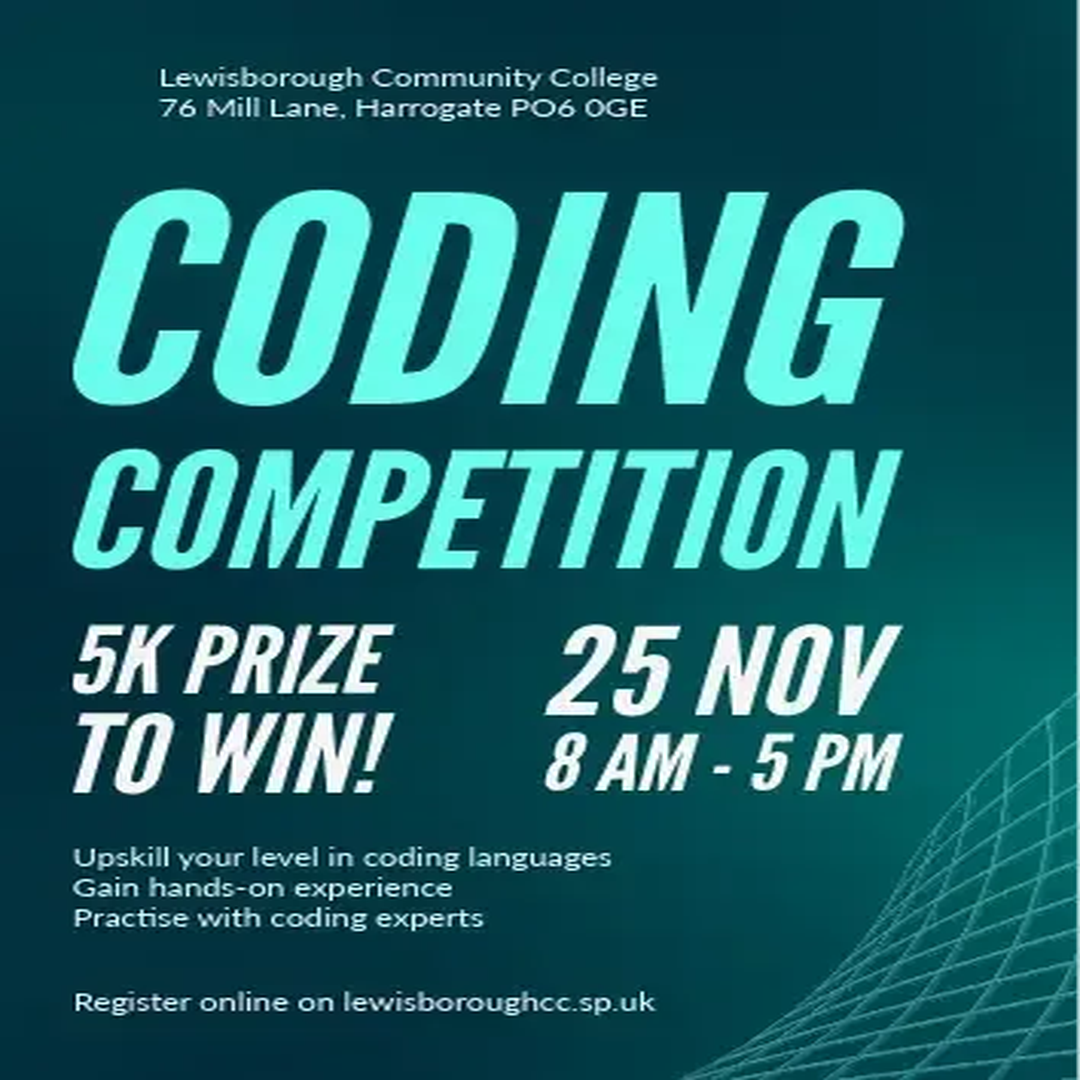 Lewisborough Community College
76 Mill Lane, Harrogate PO6 0GE
CODING
COMPETITION
5K PRIZE
TO WIN!
25 NOV
8 AM - 5 PM
Upskill your level in coding languages
Gain hands-on experience
Practise with coding experts
Register online on lewisboroughcc.sp.uk